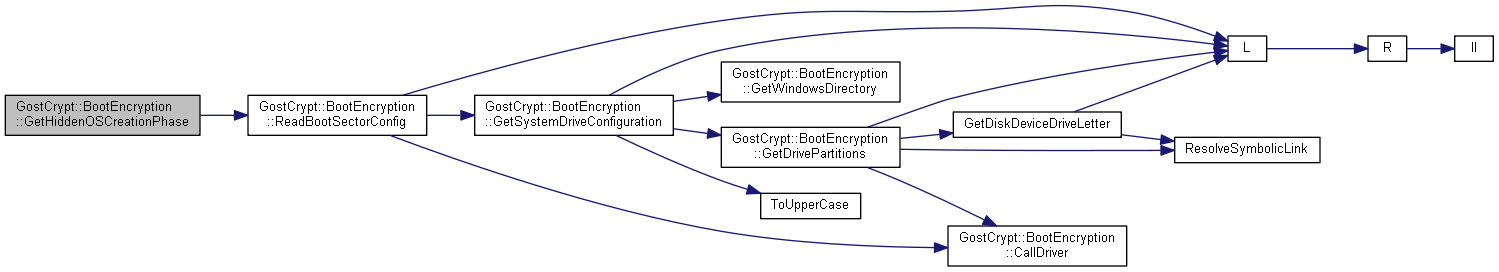 GostCrypt::BootEncryption
::GetHiddenOSCreationPhase
GostCrypt::BootEncryption
::ReadBootSectorConfig
GostCrypt::BootEncryption
::GetSystemDriveConfiguration
GostCrypt::BootEncryption
::GetWindowsDirectory
GostCrypt::BootEncryption
::GetDrivePartitions
ToUpperCase
GetDiskDeviceDriveLetter
GostCrypt::BootEncryption
::CallDriver
L
ResolveSymbolicLink
R
ll